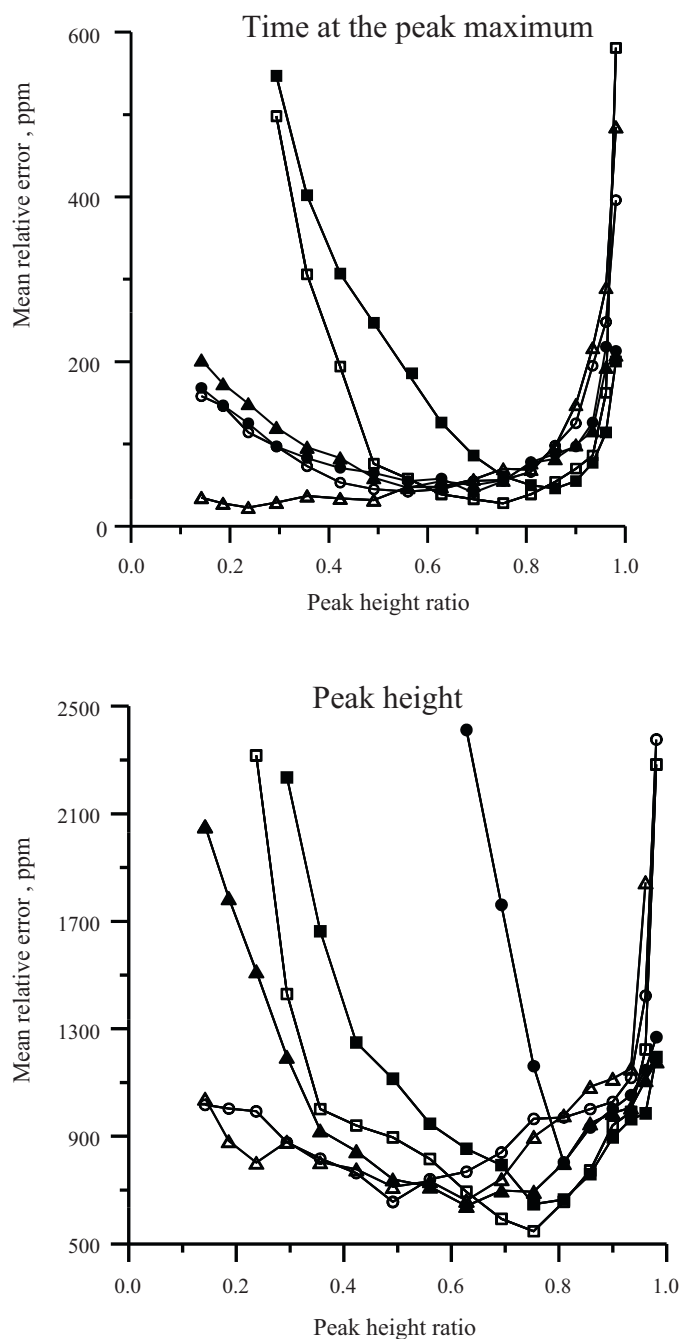 Time at the peak maximum
600
400
200
0
Mean relative error , ppm
0.0 0.2 0.4 0.6 0.8 1.0
Peak height ratio
Peak height
2500
2100
1700
1300
900
500
Mean relative error , ppm
0.0 0.2 0.4 0.6 0.8 1.0
Peak height ratio